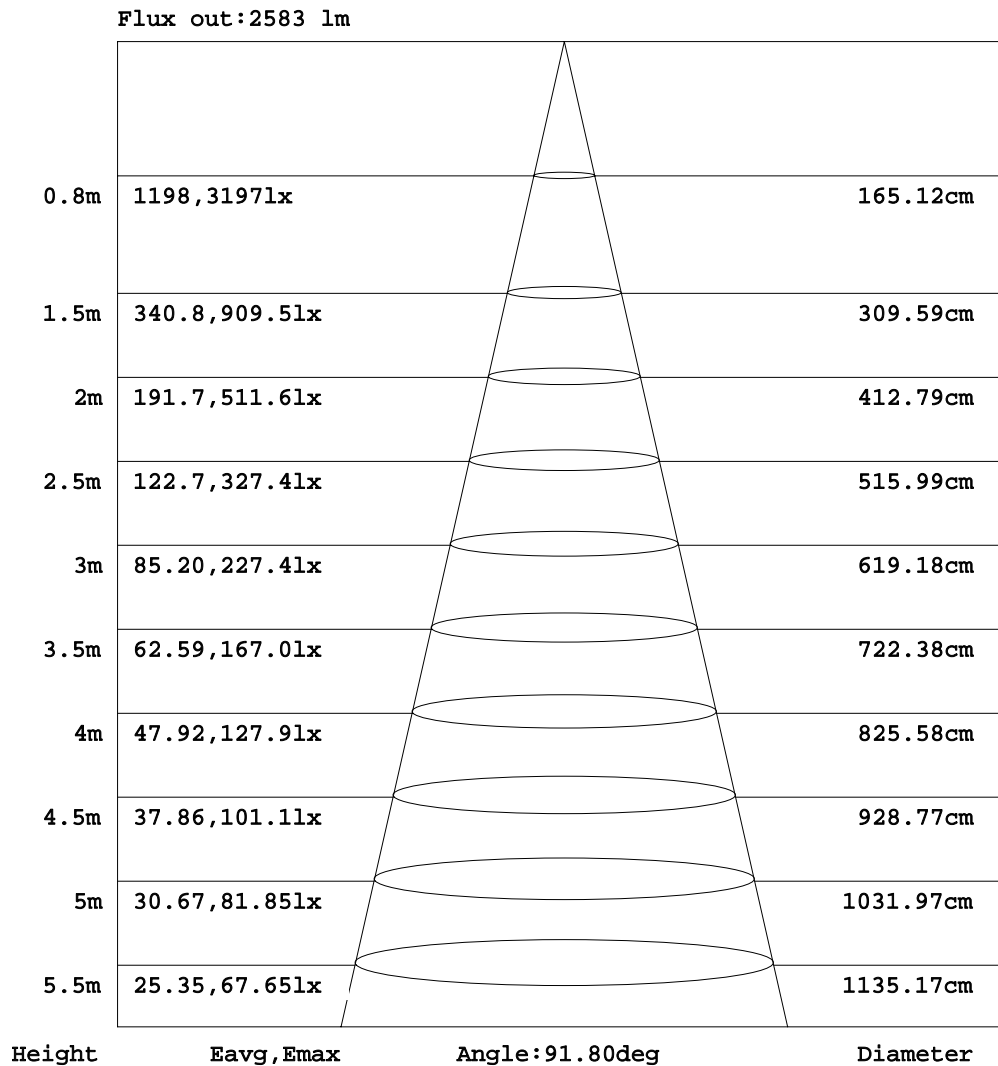 Flux out:2583 lm
0.8m 1198,3197lx 165.12cm
1.5m 340.8,909.5lx 309.59cm
2m 191.7,511.6lx 412.79cm
2.5m 122.7,327.4lx 515.99cm
3m 85.20,227.4lx 619.18cm
3.5m 62.59,167.0lx 722.38cm
4m 47.92,127.9lx 825.58cm
4.5m 37.86,101.1lx 928.77cm
5m 30.67,81.85lx 1031.97cm
5.5m 25.35,67.65lx 1135.17cm
Height Eavg,Emax Angle:91.80deg Diameter